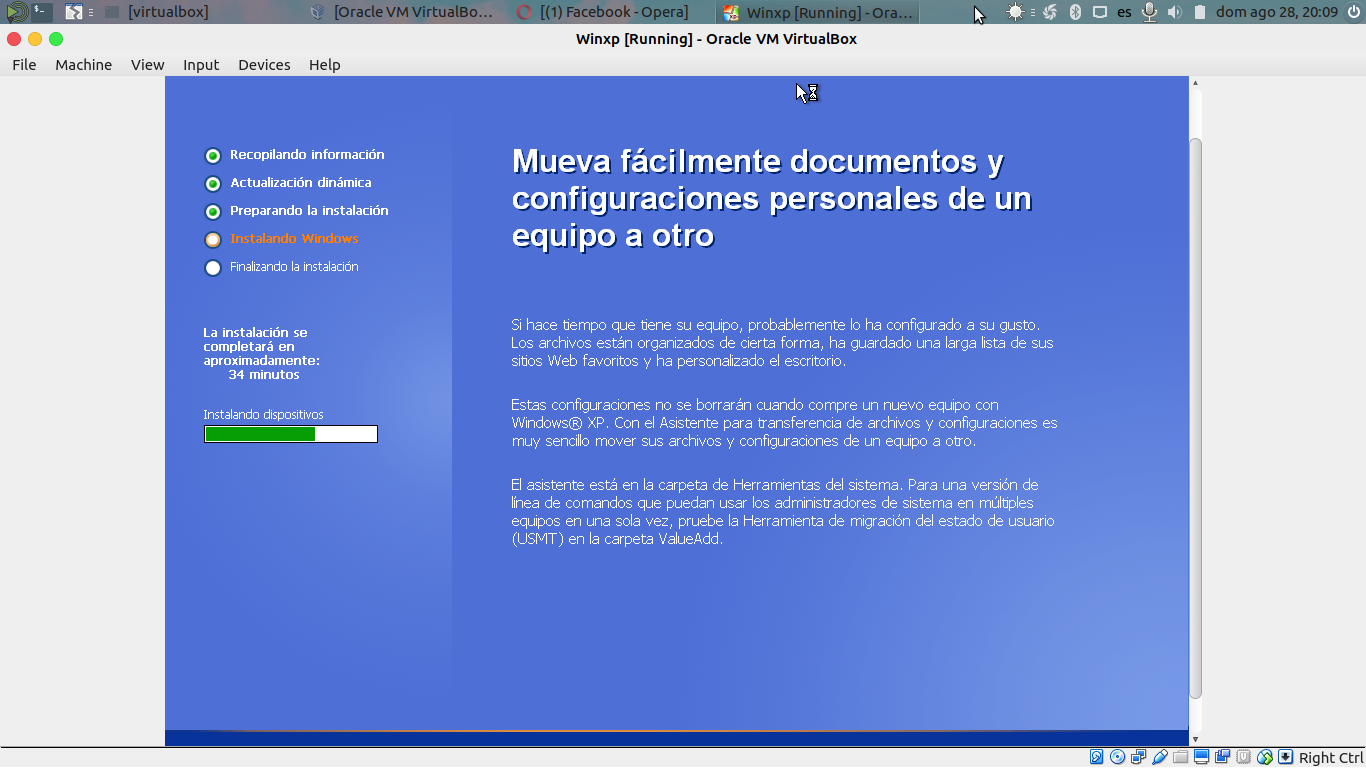 [virtualbox]
[Oracle VM VirtualBo...
[(1) Facebook - Opera]
Winxp [Running] - Ora...
es
dom ago 28, 20:09
Winxp [Running] - Oracle VM VirtualBox
File Machine View Input Devices Help
Recopilando información
Actualización dinámica
Preparando la instalación
Instalando Windows
Finalizando la instalación
La instalación se
completará en
aproximadamente:
34 minutos
Instalando dispositivos
Mueva fácilmente documentos y
configuraciones personales de un
equipo a otro
Si hace tiempo que tiene su equipo, probablemente lo ha configurado a su gusto.
Los archivos están organizados de cierta forma, ha guardado una larga lista de sus
sitios Web favoritos y ha personalizado el escritorio.
Estas configuraciones no se borrarán cuando compre un nuevo equipo con
Windows® XP. Con el Asistente para transferencia de archivos y configuraciones es
muy sencillo mover sus archivos y configuraciones de un equipo a otro.
El asistente está en la carpeta de Herramientas del sistema. Para una versión de
línea de comandos que puedan usar los administradores de sistema en múltiples
equipos en una sola vez, pruebe la Herramienta de migración del estado de usuario
(USMT) en la carpeta ValueAdd.
Right Ctrl